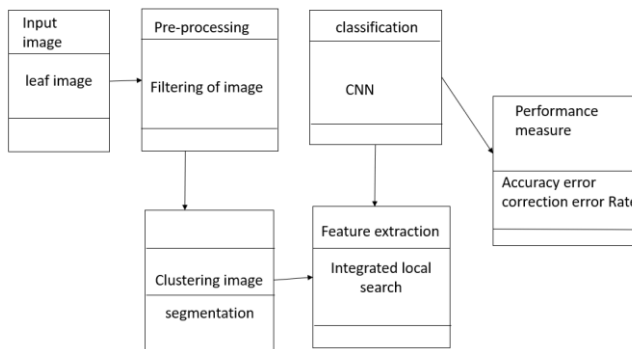 Input
image
leaf image
Pre-processing
Filtering of image
classification
CNN
Performance
measure
Accuracy error
correction error Rate
Clustering image
segmentation
Feature extraction
Integrated local
search